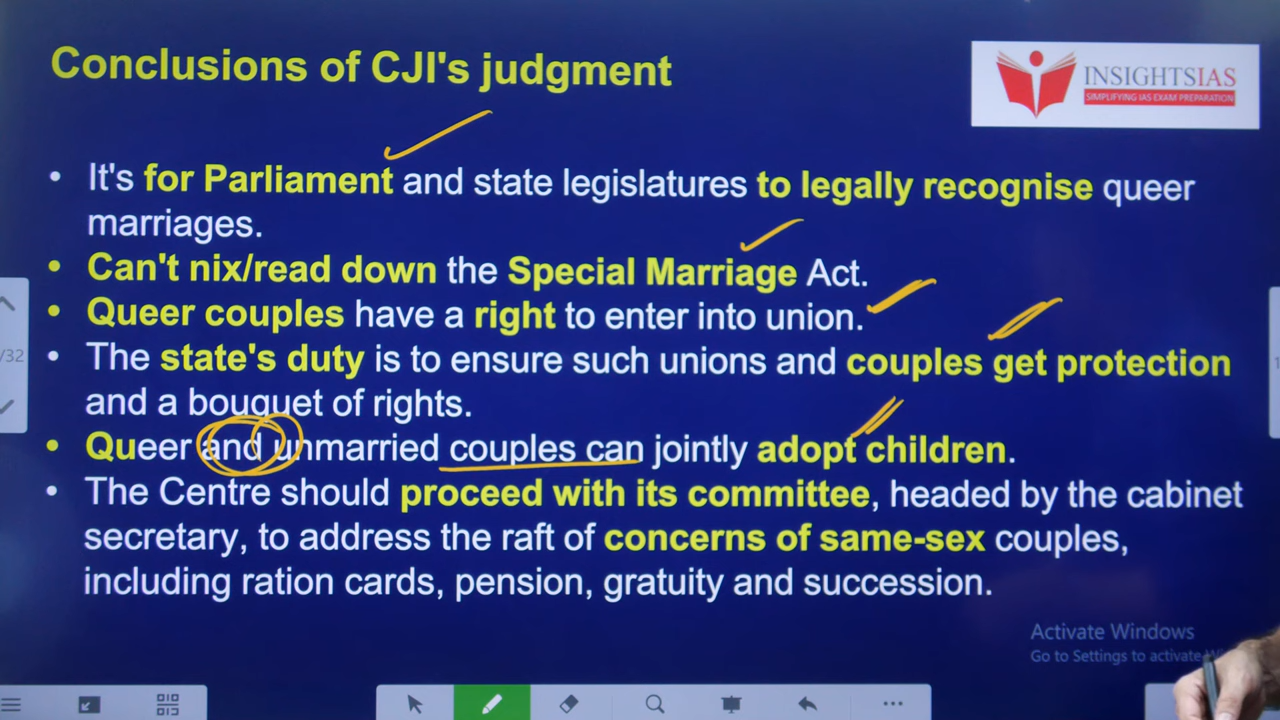 Conclusions of CJI's judgment
INSIGHTSIAS
SIMPLIFYING IAS EXAM PREPARATION
• It's for Parliament and state legislatures to legally recognise queer
marriages.
• Can't nix/read down the Special Marriage Act.
• Queer couples have a right to enter into union.
• The state's duty is to ensure such unions and couples get protection
and a bouquet of rights.
• Queer and unmarried couples can jointly adopt children.
• The Centre should proceed with its committee, headed by the cabinet
secretary, to address the raft of concerns of same-sex couples,
including ration cards, pension, gratuity and succession.
/32
1
Activate Windows
Go to Settings to activate